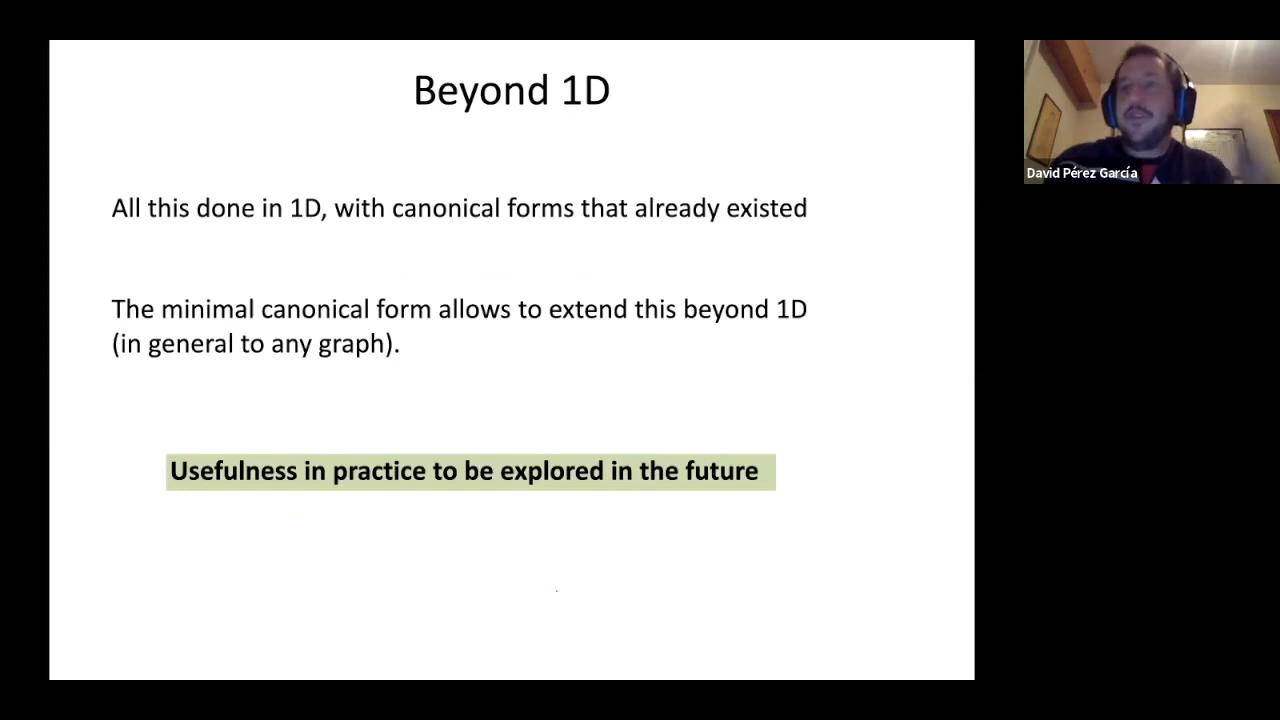 Beyond 1D
All this done in 1D, with canonical forms that already existed
The minimal canonical form allows to extend this beyond 1D
(in general to any graph).
Usefulness in practice to be explored in the future
David Pérez García